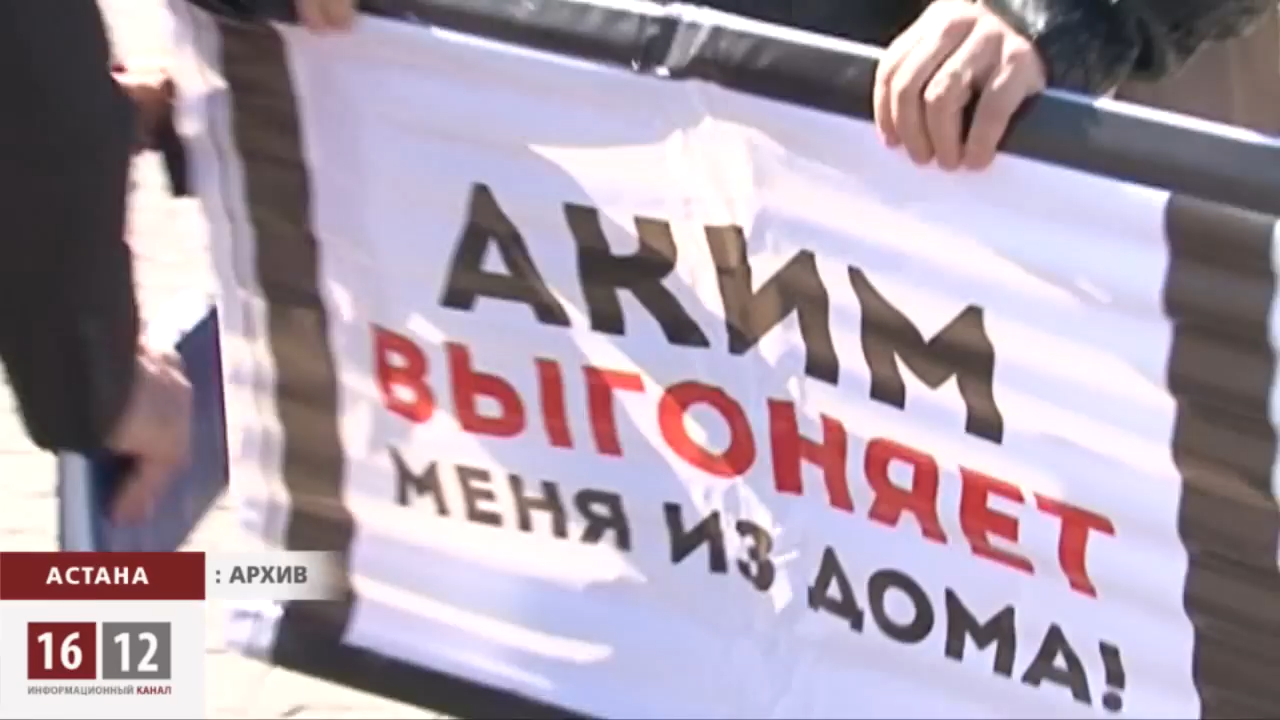 АКИМ
ВЫГОНЯЕТ
МЕНЯ ИЗ ДОМА!
АСТАНА : АРХИВ
16 12
ИНФОРМАЦИОННЫЙ КАНАЛ